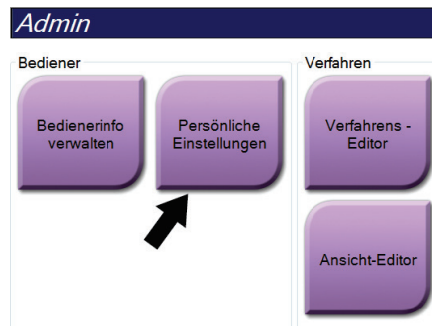 Admin
Bediener
Verfahren
Bedienerinfo
verwalten
Persönliche
Einstellungen
Verfahrens -
Editor
Ansicht-Editor